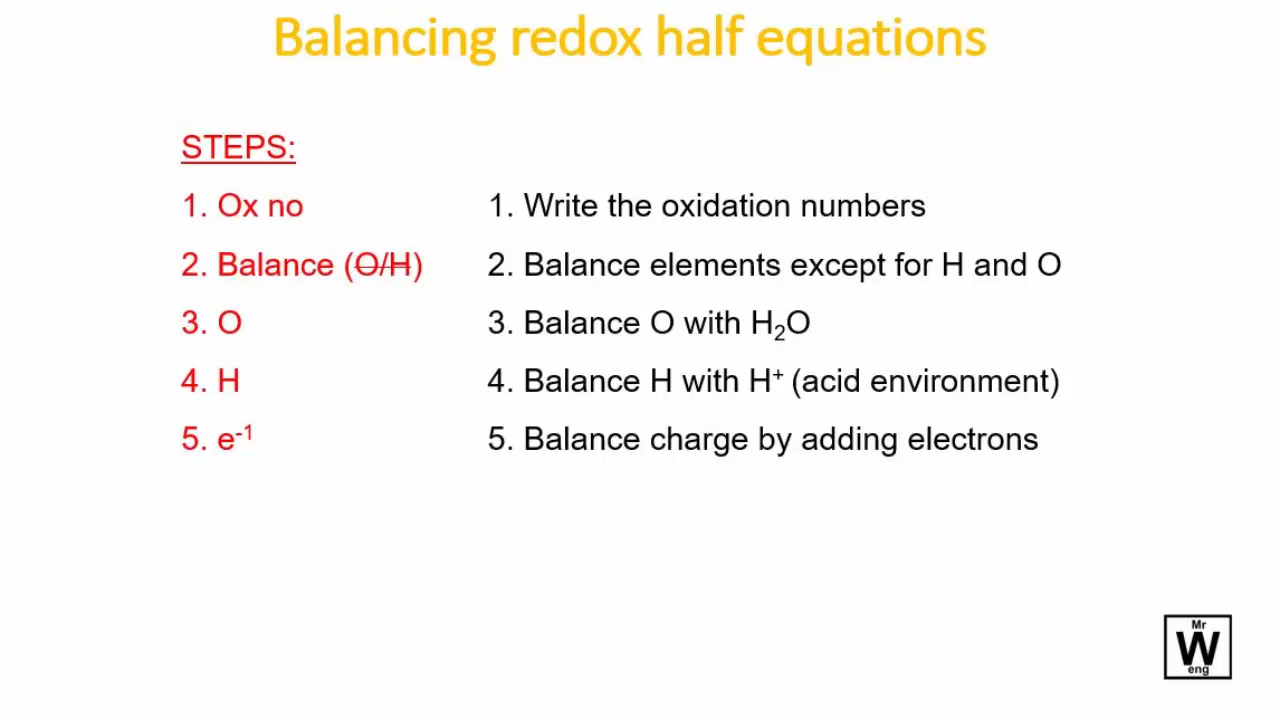 Balancing redox half equations
STEPS:
1. Ox no
1. Write the oxidation numbers
2. Balance (O/H)
2. Balance elements except for H and O
3. O
3. Balance O with H₂O
4. H
4. Balance H with H⁺ (acid environment)
5. e⁻¹
5. Balance charge by adding electrons
Mr
W
eng